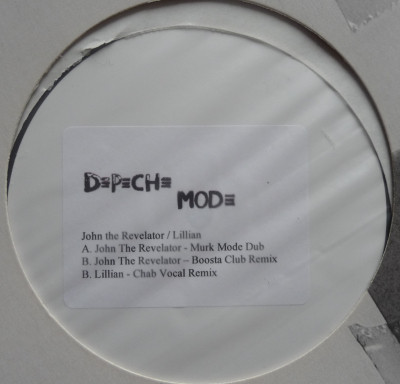 DEPECHE
MODE
John the Revelator / Lillian
A. John The Revelator - Murk Mode Dub
B. John The Revelator – Boosta Club Remix
B. Lillian - Chab Vocal Remix